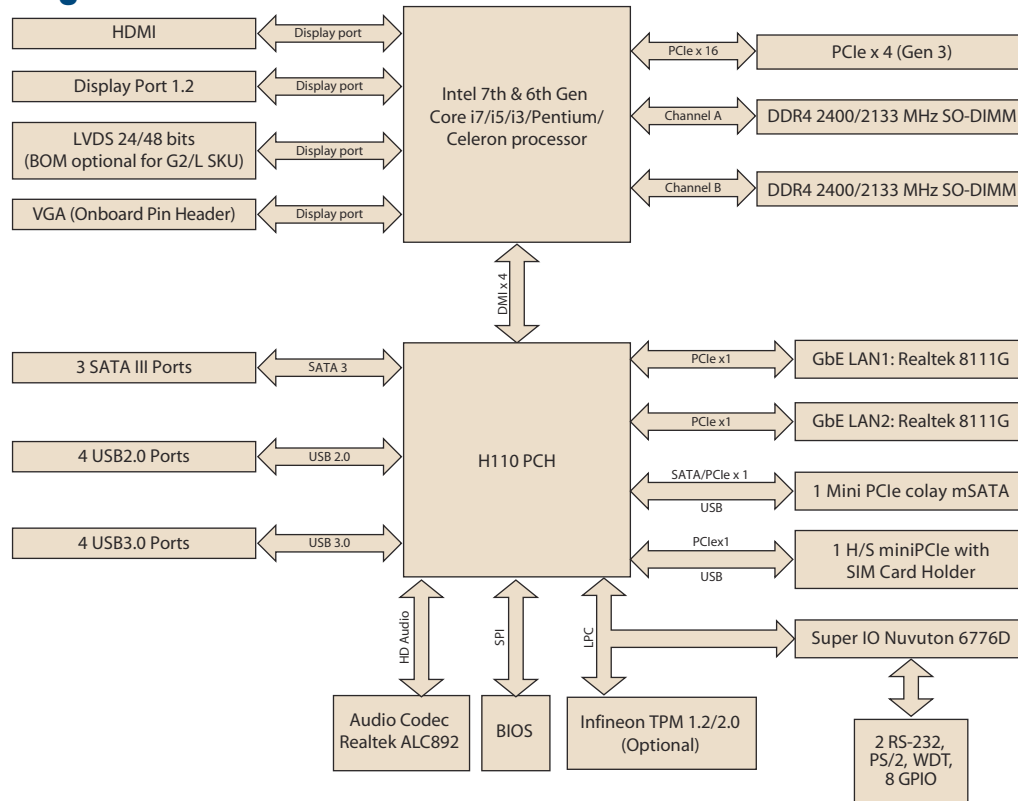 HDMI
Display port
Display Port 1.2
Display port
LVDS 24/48 bits
(BOM optional for G2/L SKU)
Display port
VGA (Onboard Pin Header)
Display port
Intel 7th & 6th Gen
Core i7/i5/i3/Pentium/
Celeron processor
PCIe x 16
PCIe x 4 (Gen 3)
Channel A
DDR4 2400/2133 MHz SO-DIMM
Channel B
DDR4 2400/2133 MHz SO-DIMM
DMI x 4
3 SATA III Ports
SATA 3
4 USB2.0 Ports
USB 2.0
4 USB3.0 Ports
USB 3.0
H110 PCH
PCIe x1
GbE LAN1: Realtek 8111G
PCIe x1
GbE LAN2: Realtek 8111G
SATA/PCIe x 1
USB
1 Mini PCIe colay mSATA
PCIex1
USB
1 H/S miniPCIe with
SIM Card Holder
HD Audio
SPI
LPC
Super IO Nuvuton 6776D
Audio Codec
Realtek ALC892
BIOS
Infineon TPM 1.2/2.0
(Optional)
2 RS-232,
PS/2, WDT,
8 GPIO